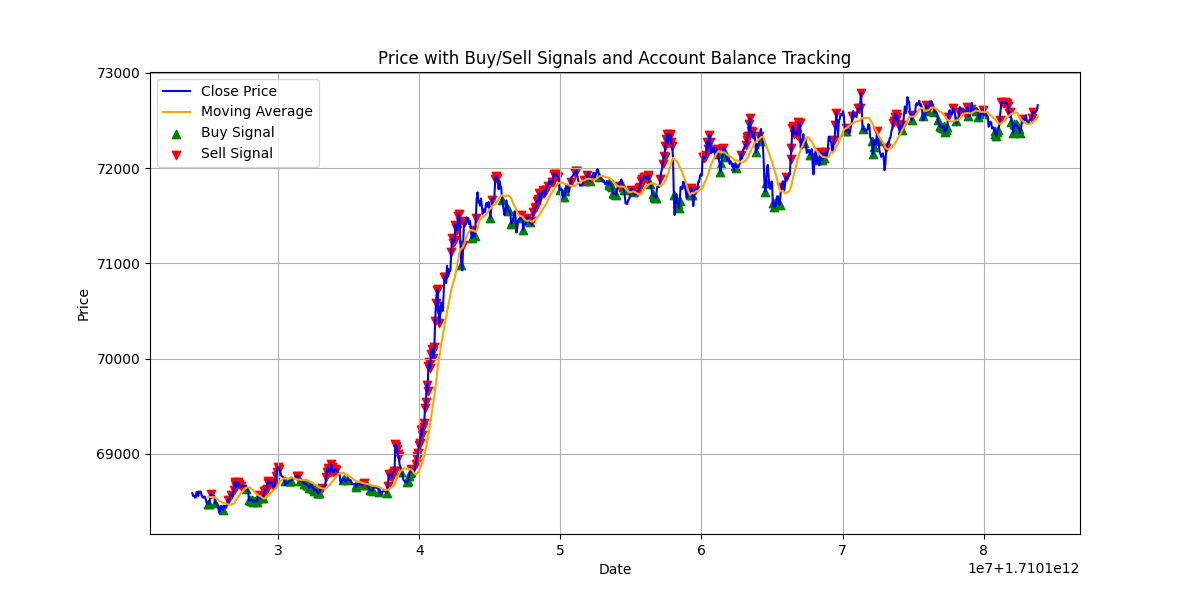 Price with Buy/Sell Signals and Account Balance Tracking
73000
72000
71000
70000
69000
Price
Close Price
Moving Average
Buy Signal
Sell Signal
3 4 5 6 7 8
Date
1e7+1.7101e12